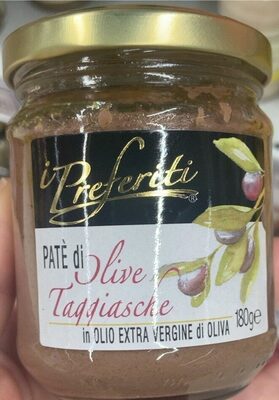 i Preferiti ®
PATÈ di
Olive
Taggiasche
in OLIO EXTRA VERGINE di OLIVA
180g℮